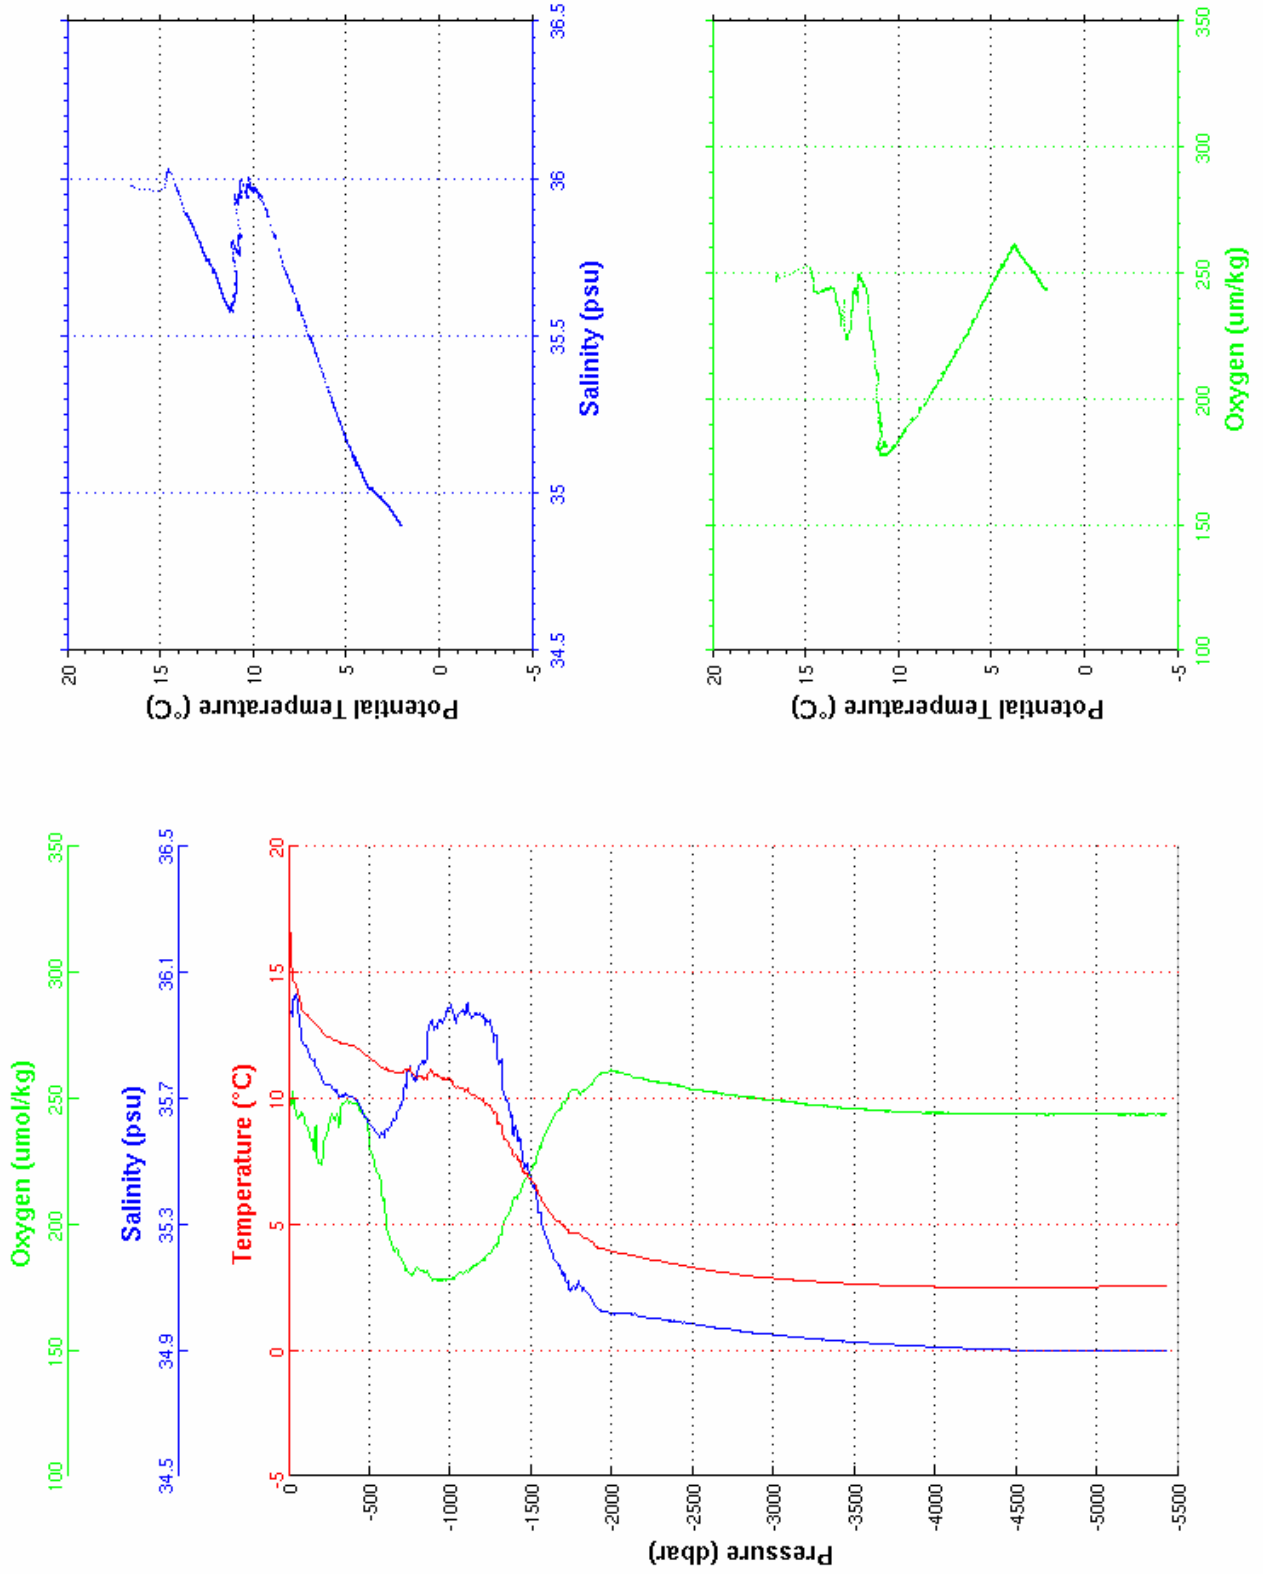 Oxygen (umol/kg)
100 150 200 250 300 350
Salinity (psu)
34.5 34.9 35.3 35.7 36.1 36.5
Temperature (°C)
-5 0 5 10 15 20
0
-500
-1000
-1500
-2000
-2500
-3000
-3500
-4000
-4500
-5000
-5500
Pressure (dbar)
20
15
10
5
0
-5
Potential Temperature (°C)
34.5 35 35.5 36 36.5
Salinity (psu)
20
15
10
5
0
-5
Potential Temperature (°C)
100 150 200 250 300 350
Oxygen (um/kg)